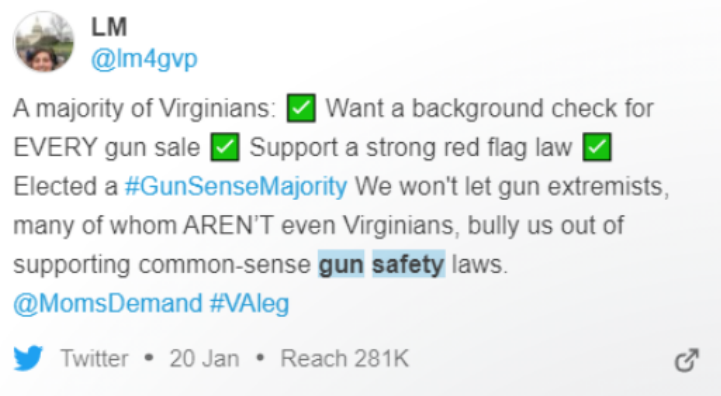 LM
@lm4gvp
A majority of Virginians: ✅ Want a background check for
EVERY gun sale ✅ Support a strong red flag law ✅
Elected a #GunSenseMajority We won't let gun extremists,
many of whom AREN’T even Virginians, bully us out of
supporting common-sense gun safety laws.
@MomsDemand #VAleg
Twitter • 20 Jan • Reach 281K